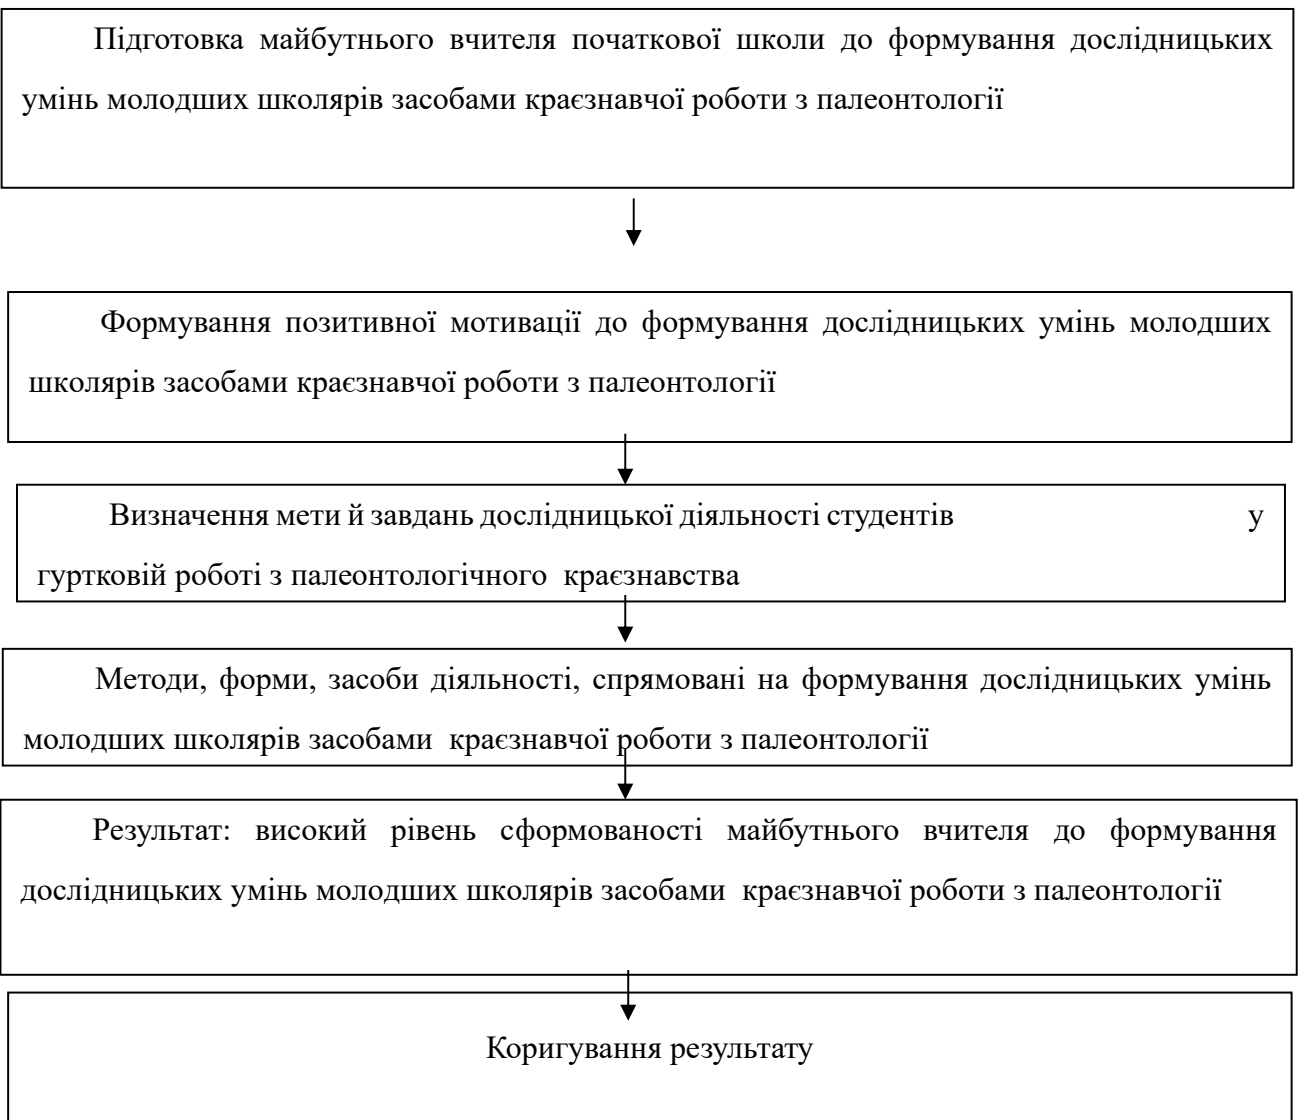 Підготовка майбутнього вчителя початкової школи до формування дослідницьких
умінь молодших школярів засобами краєзнавчої роботи з палеонтології
Формування позитивної мотивації до формування дослідницьких умінь молодших
школярів засобами краєзнавчої роботи з палеонтології
Визначення мети й завдань дослідницької діяльності студентів у
гуртковій роботі з палеонтологічного краєзнавства
Методи, форми, засоби діяльності, спрямовані на формування дослідницьких умінь
молодших школярів засобами краєзнавчої роботи з палеонтології
Результат: високий рівень сформованості майбутнього вчителя до формування
дослідницьких умінь молодших школярів засобами краєзнавчої роботи з палеонтології
Коригування результату